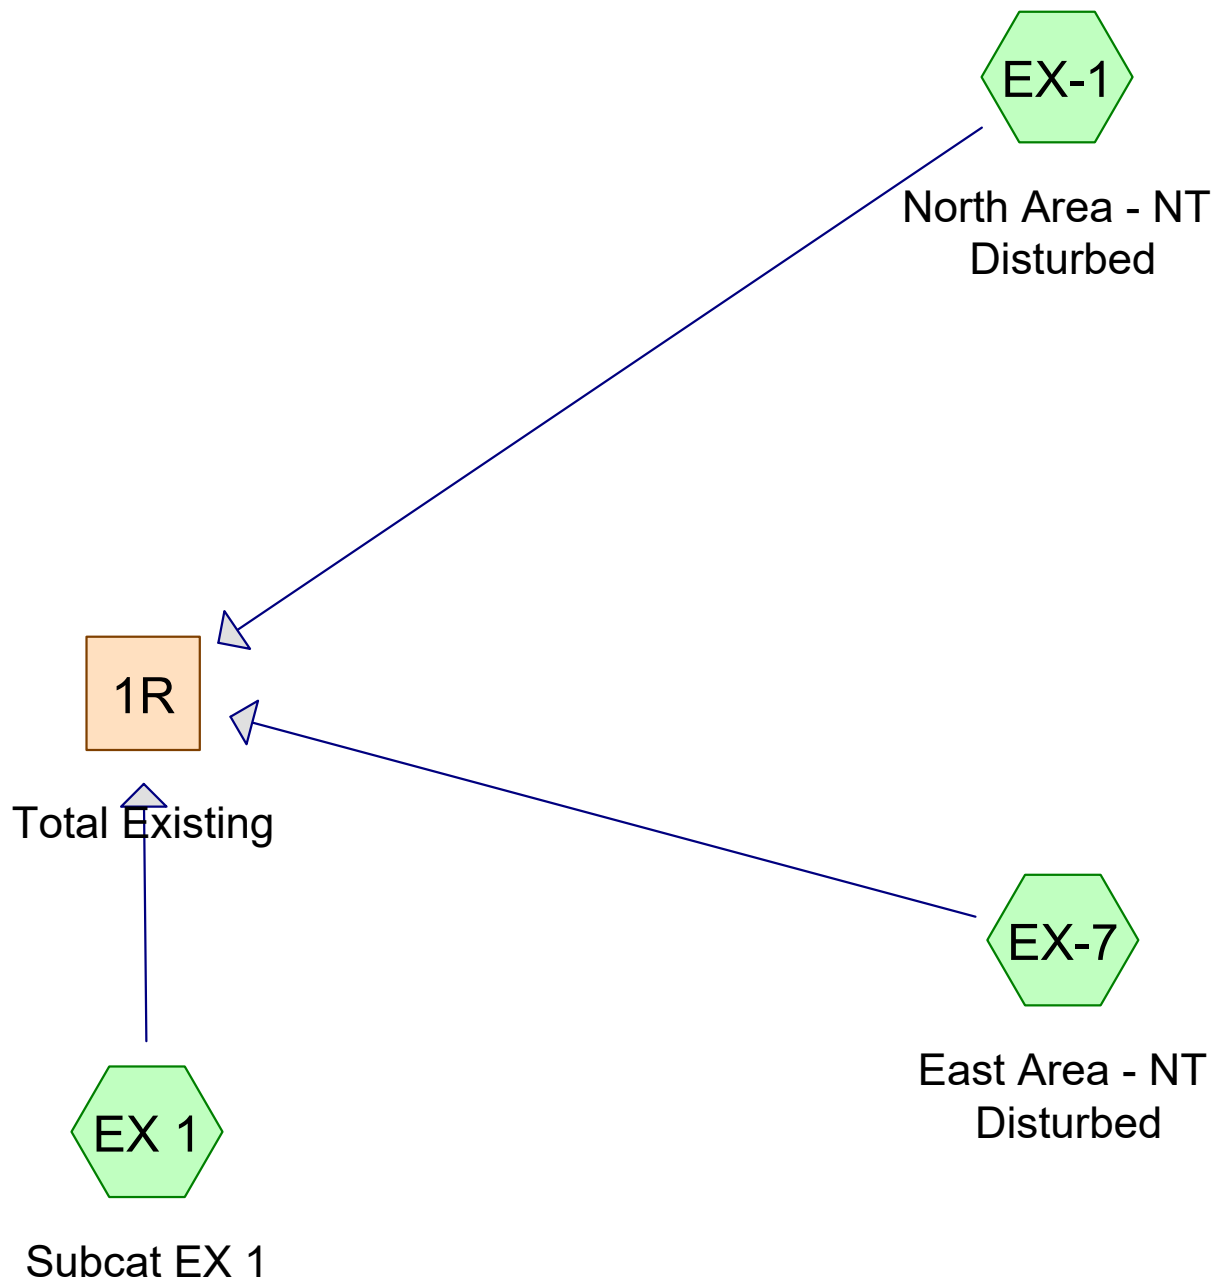 EX-1
North Area - NT
Disturbed
1R
Total Existing
EX-7
East Area - NT
Disturbed
EX 1
Subcat EX 1